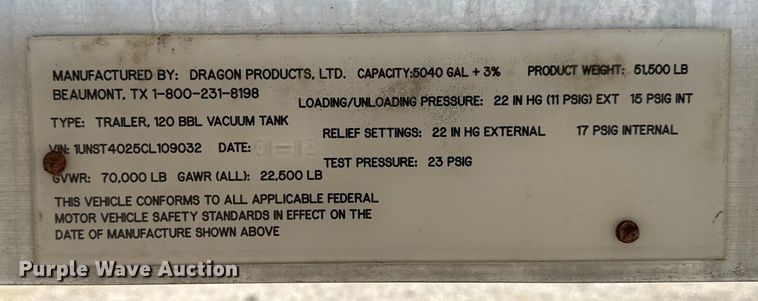 MANUFACTURED BY: DRAGON PRODUCTS, LTD. CAPACITY:5040 GAL + 3% PRODUCT WEIGHT: 51,500 LB
BEAUMONT, TX 1-800-231-8198
LOADING/UNLOADING PRESSURE: 22 IN HG (11 PSIG) EXT 15 PSIG INT
TYPE: TRAILER, 120 BBL VACUUM TANK
RELIEF SETTINGS: 22 IN HG EXTERNAL 17 PSIG INTERNAL
VIN: 1UNST4025CL109032 DATE: 01-12
TEST PRESSURE: 23 PSIG
GVWR: 70,000 LB GAWR (ALL): 22,500 LB
THIS VEHICLE CONFORMS TO ALL APPLICABLE FEDERAL
MOTOR VEHICLE SAFETY STANDARDS IN EFFECT ON THE
DATE OF MANUFACTURE SHOWN ABOVE
Purple Wave Auction